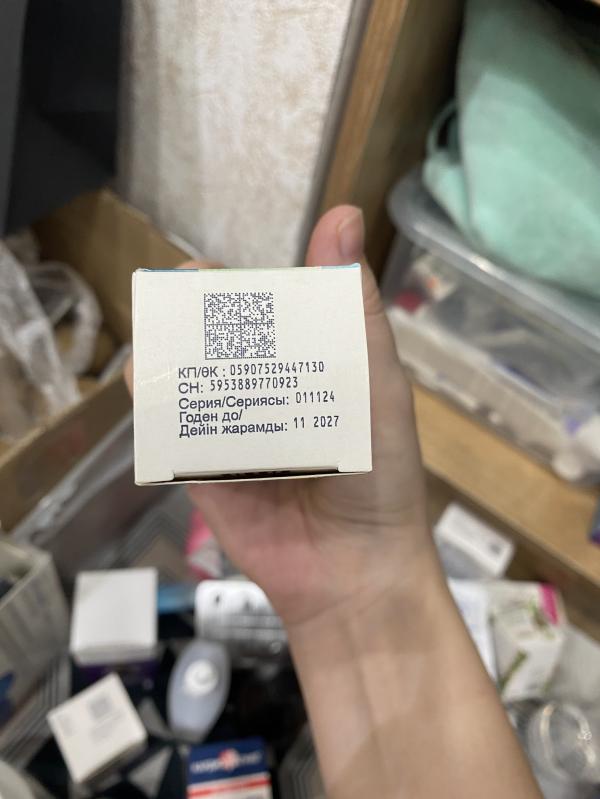 КП/ӨК : 05907529447130
СН: 5953889770923
Серия/Сериясы: 011124
Годен до/
Дейін жарамды: 11 2027